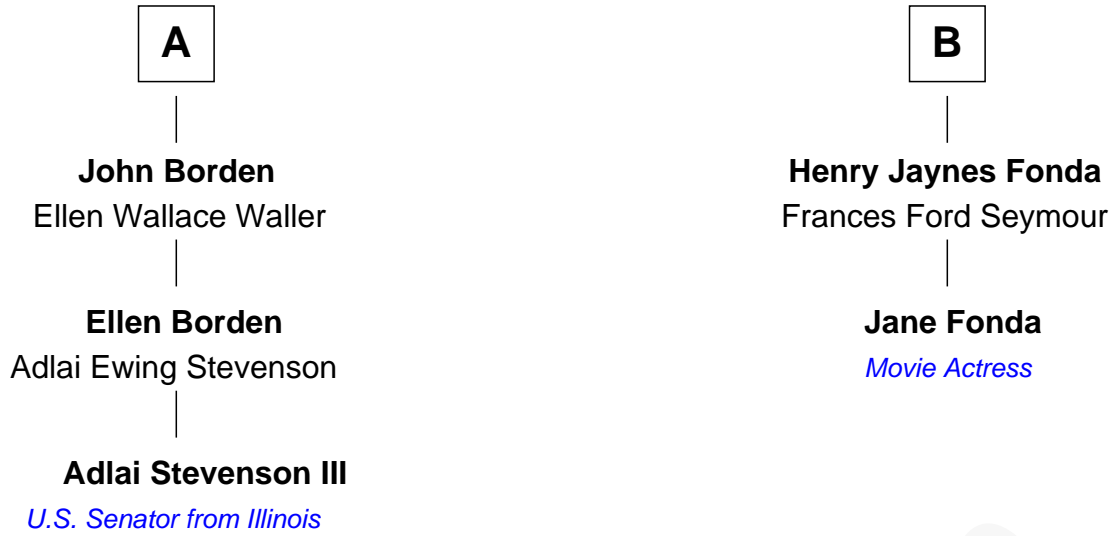 A
John Borden
Ellen Wallace Waller
Ellen Borden
Adlai Ewing Stevenson
Adlai Stevenson III
U.S. Senator from Illinois
B
Henry Jaynes Fonda
Frances Ford Seymour
Jane Fonda
Movie Actress